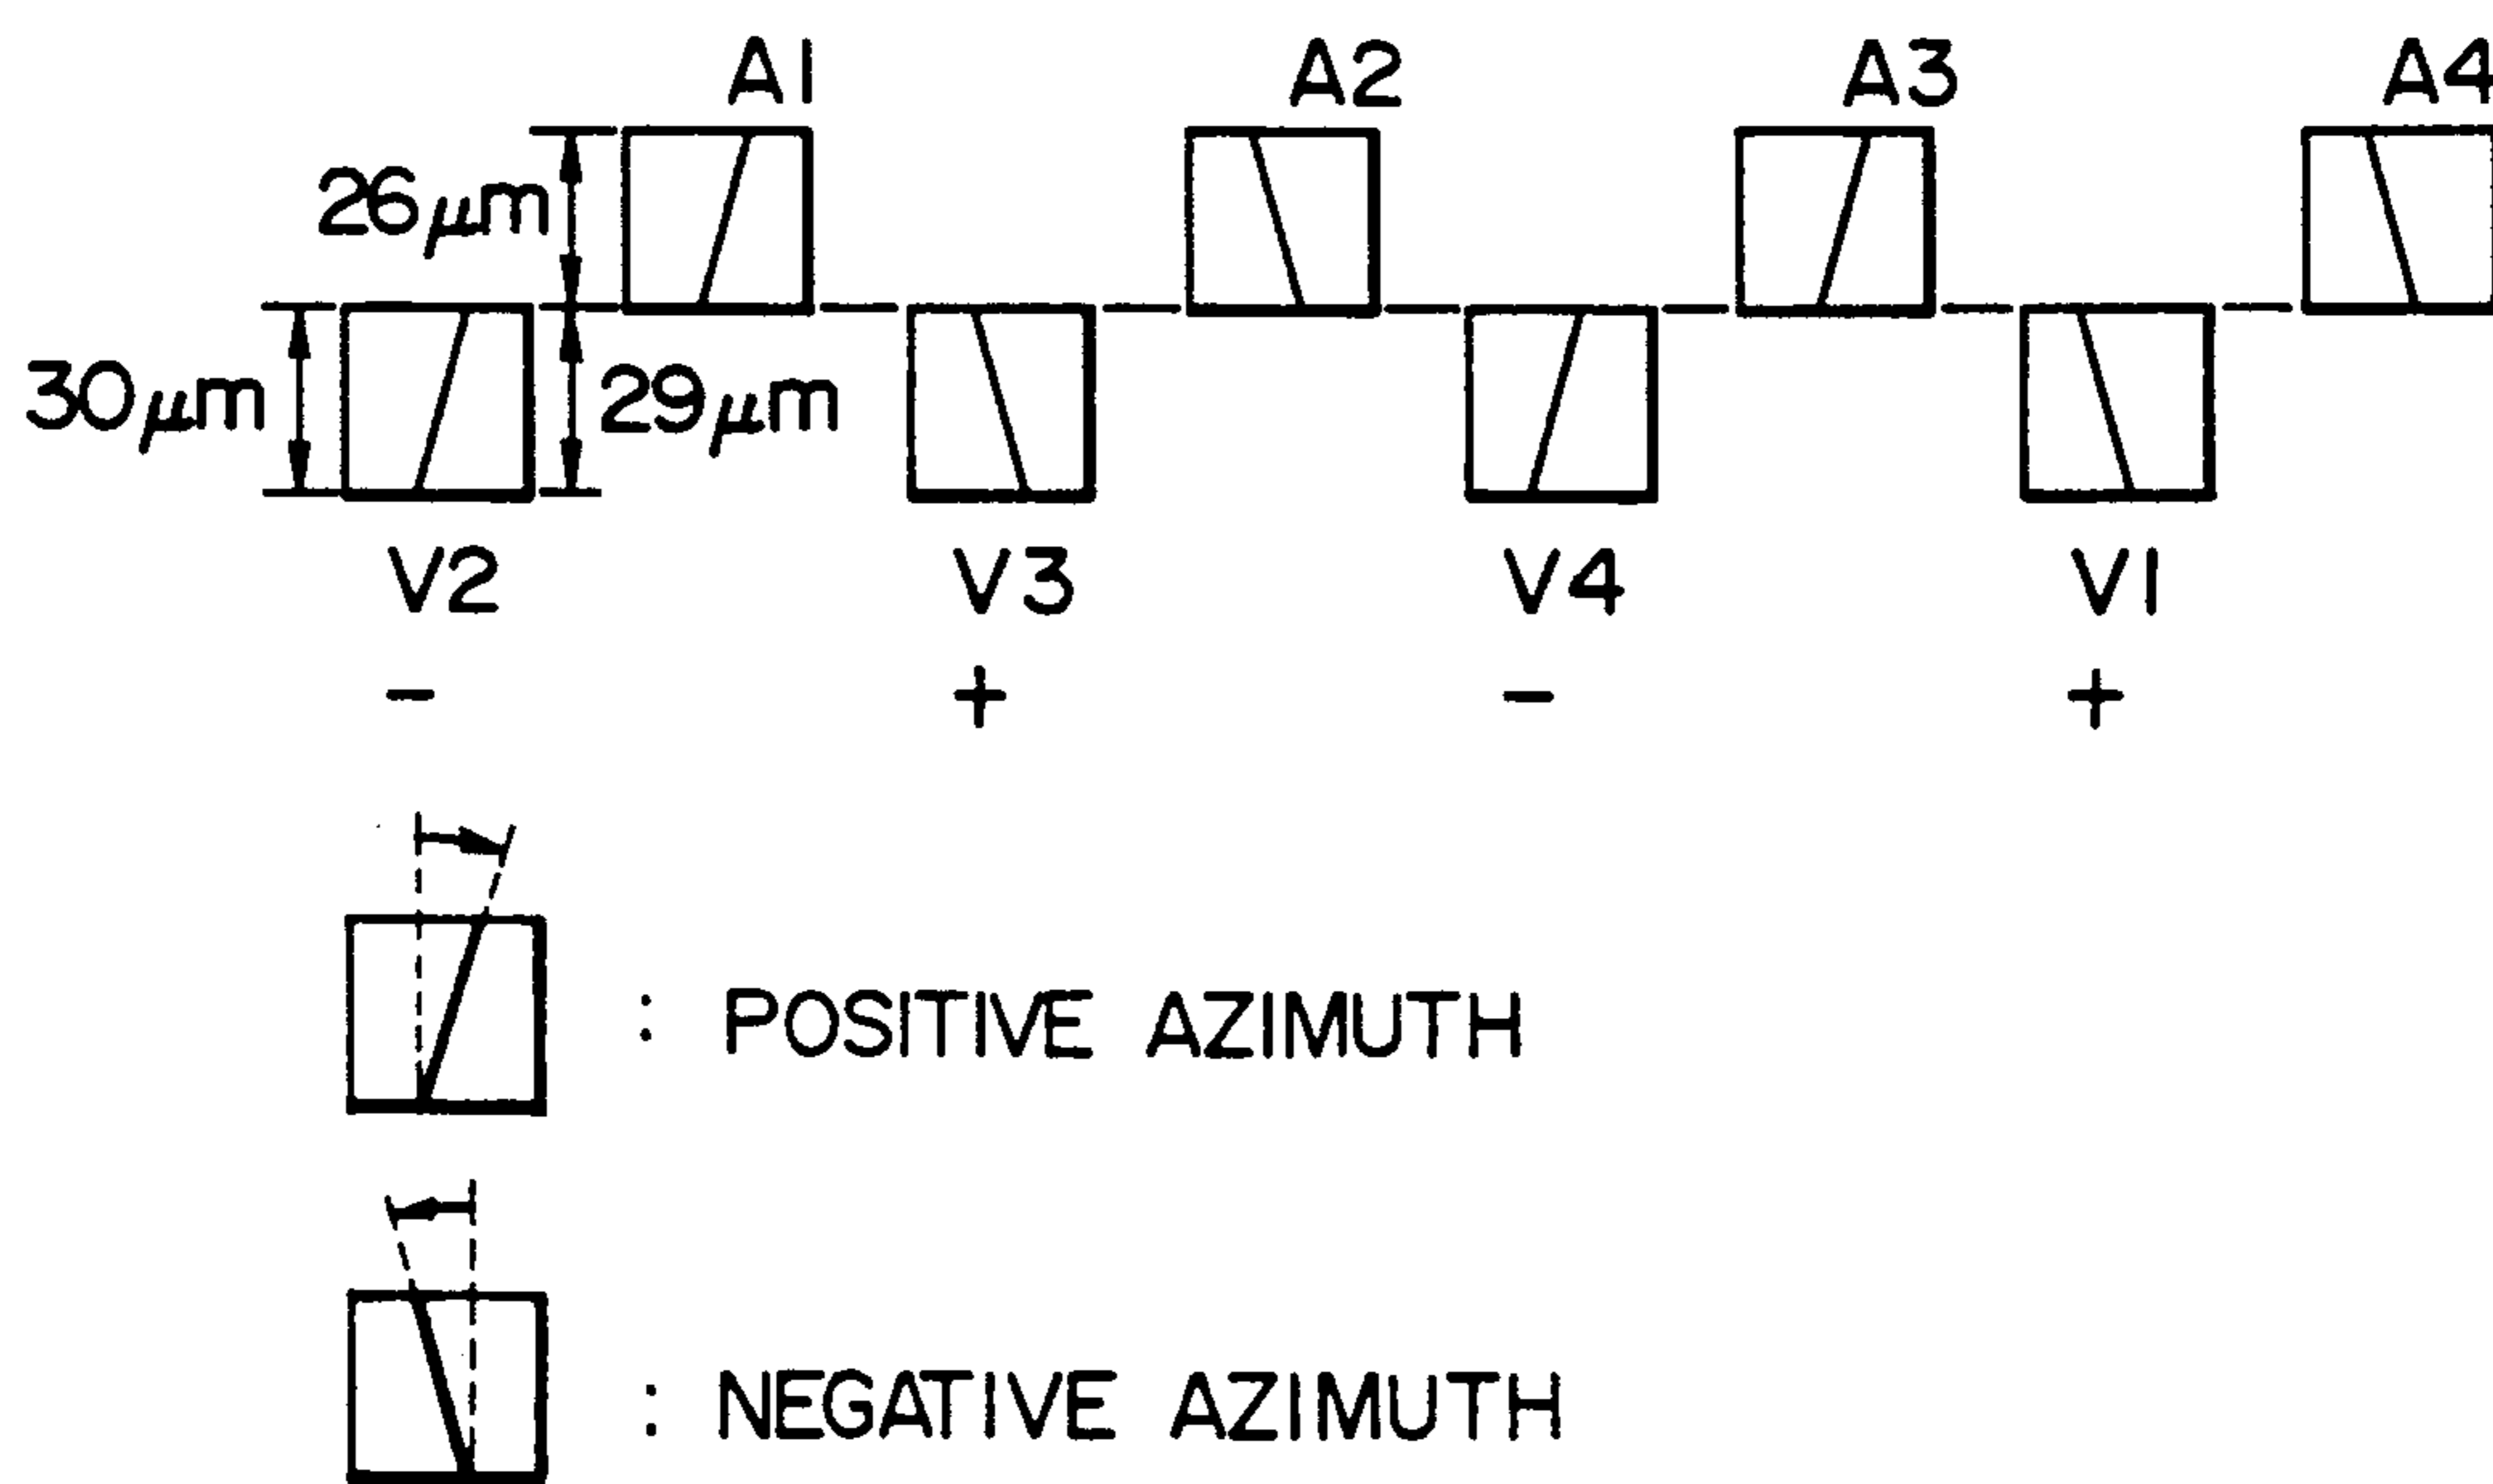 A1 A2 A3 A4
26μm
30μm 29μm
V2 V3 V4 V1
- + - +
: POSITIVE AZIMUTH
: NEGATIVE AZIMUTH